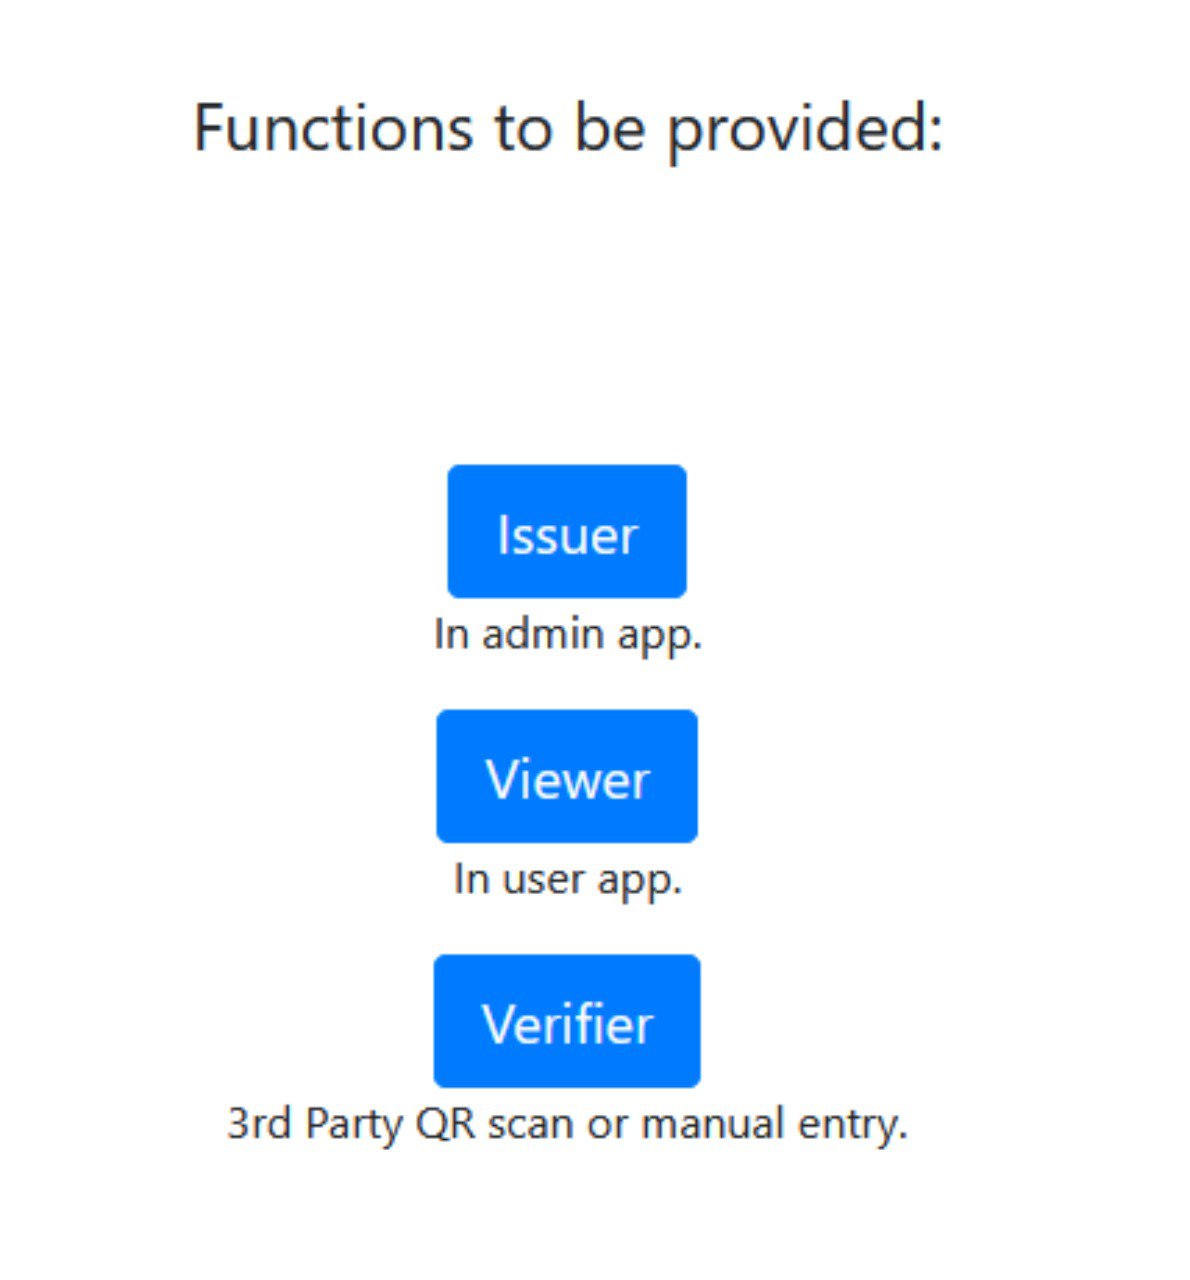 Functions to be provided:
Issuer
In admin app.
Viewer
In user app.
Verifier
3rd Party QR scan or manual entry.